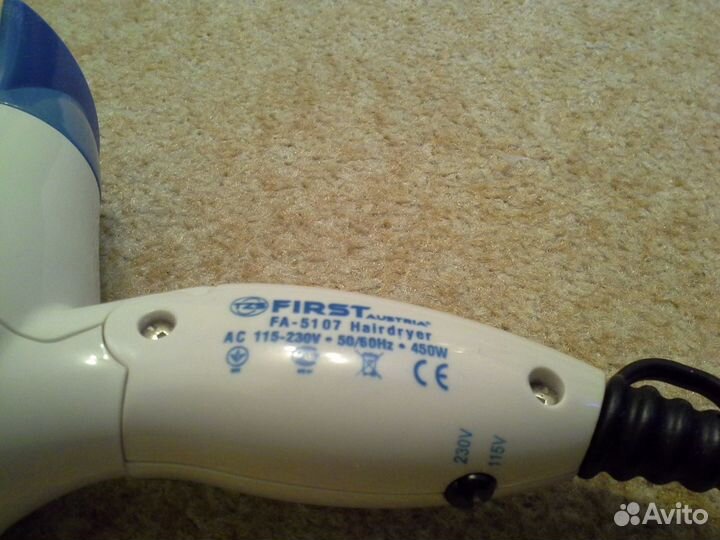 FIRST AUSTRIA
FA-5107 Hairdryer
AC 115-230V • 50/60Hz • 450W
CE
230V
115V
Avito